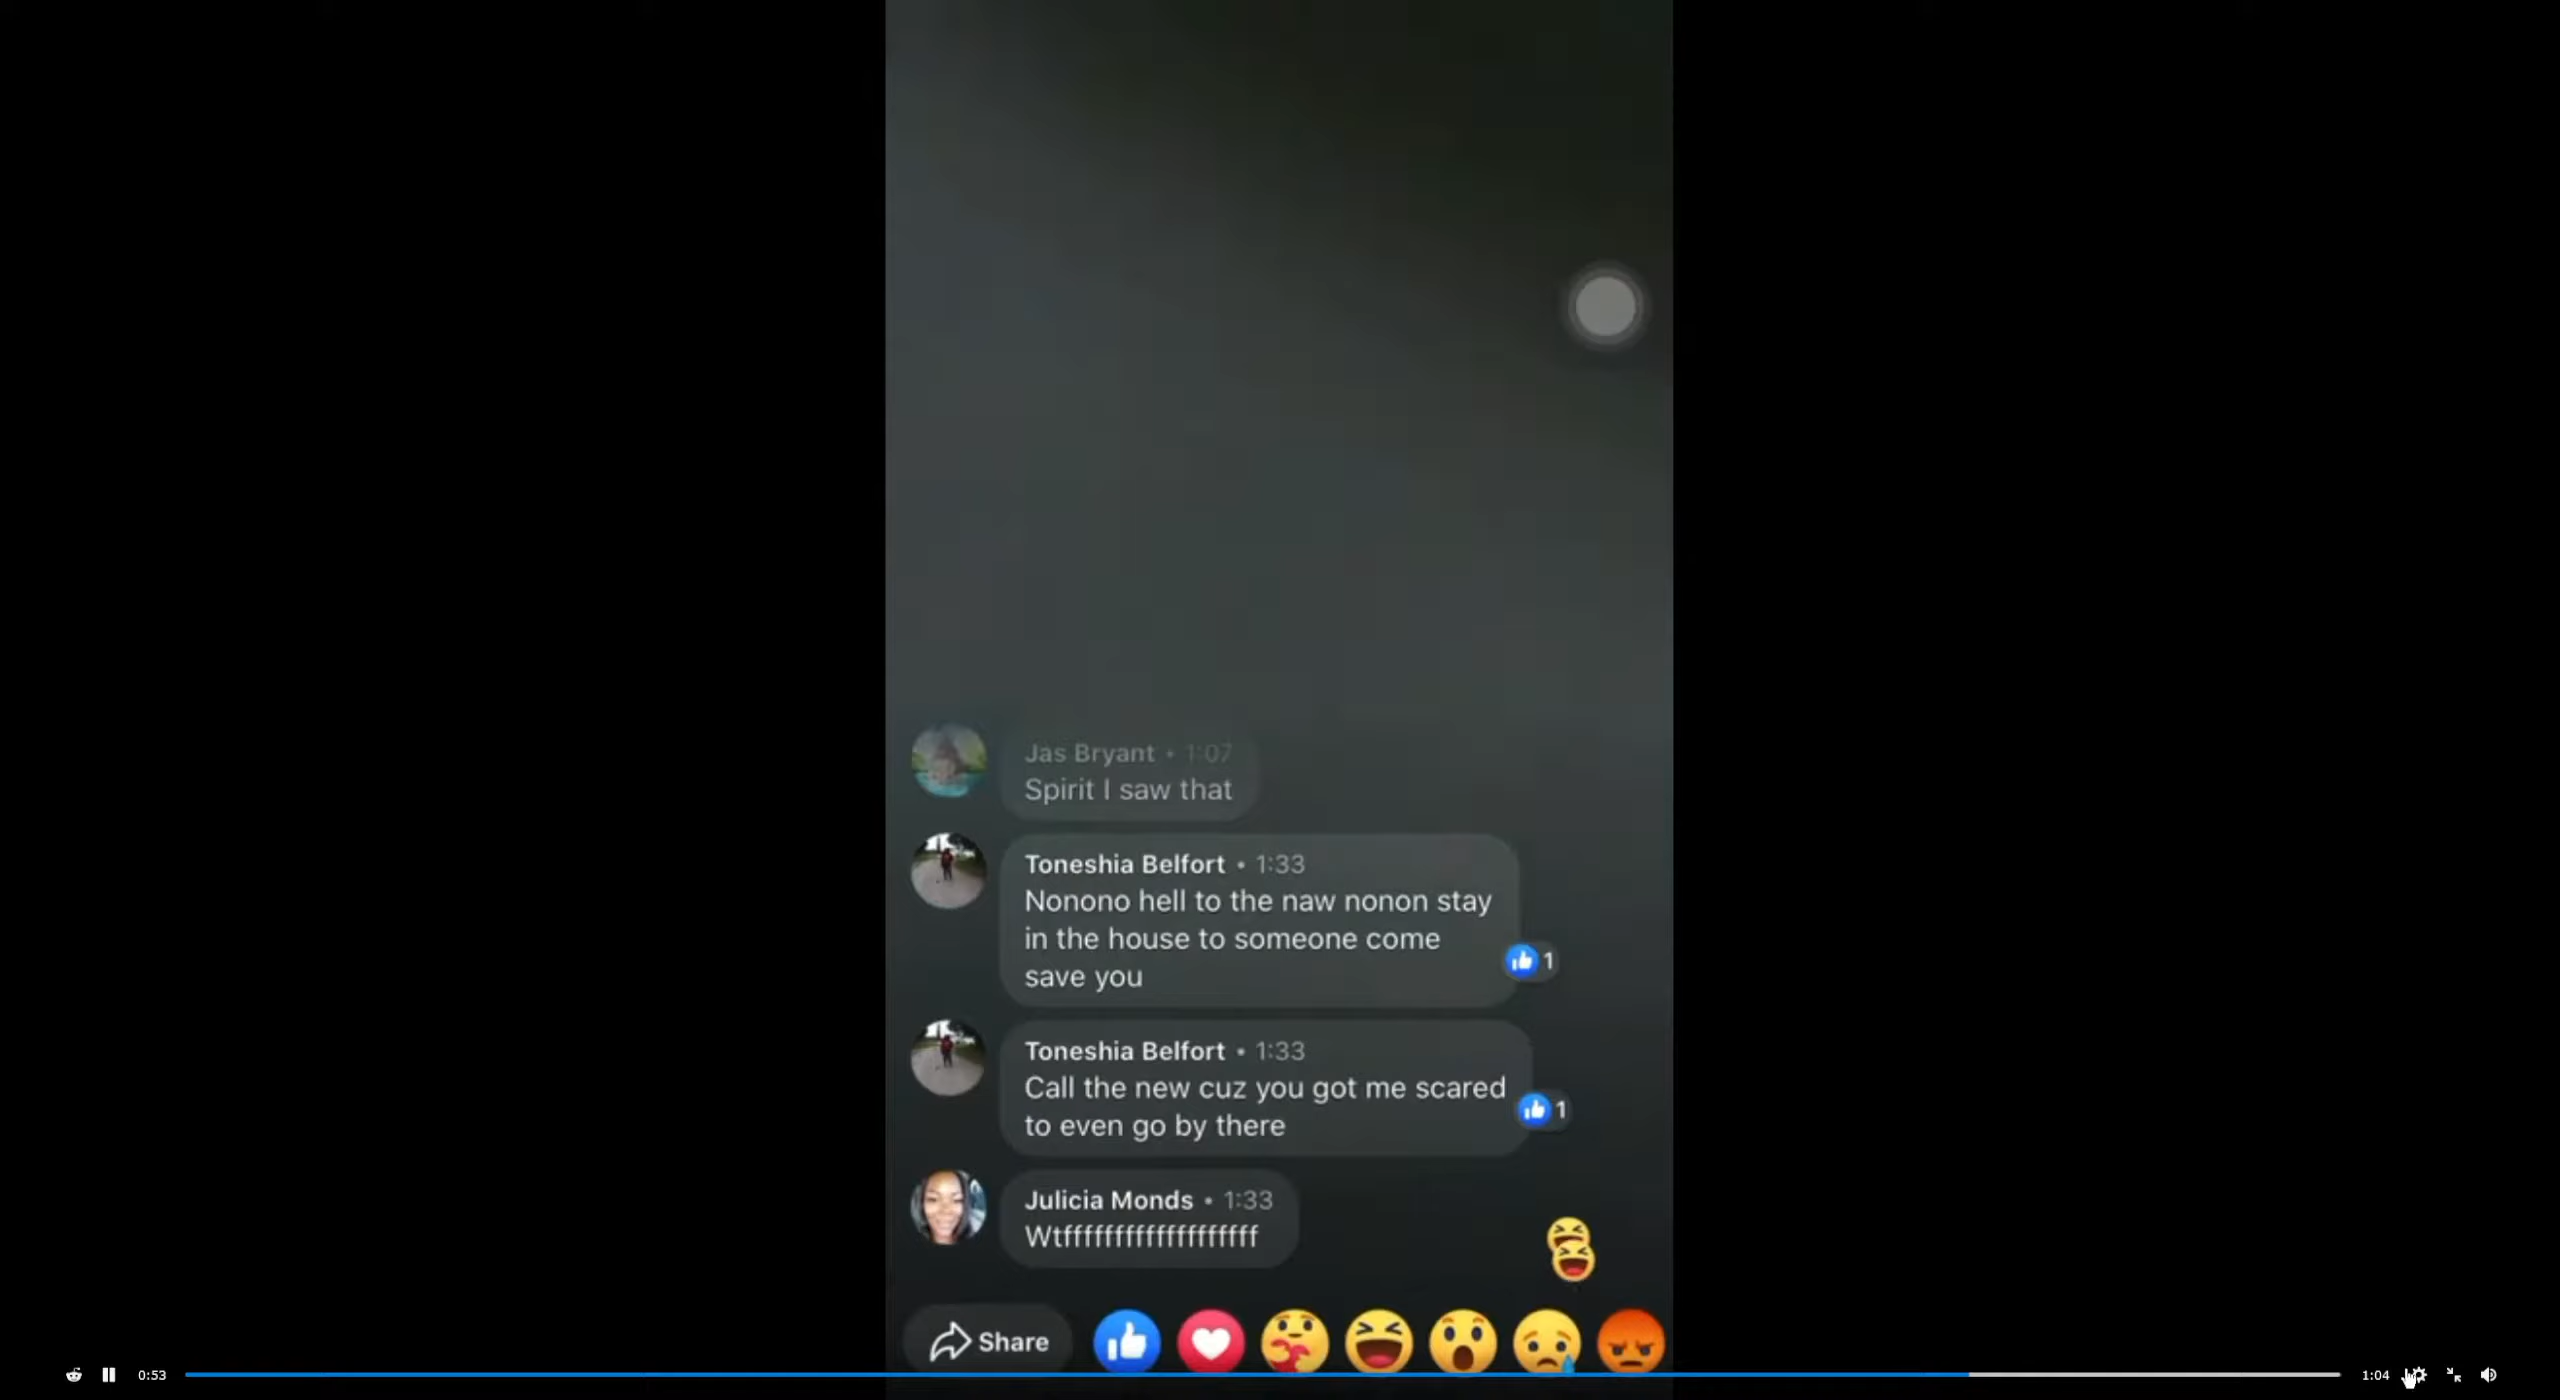 Jas Bryant • 1:07
Spirit I saw that
Toneshia Belfort • 1:33
Nonono hell to the naw nonon stay
in the house to someone come
save you
1
Toneshia Belfort • 1:33
Call the new cuz you got me scared
to even go by there
1
Julicia Monds • 1:33
Wtfffffffffffffffffff
Share
0:53
1:04